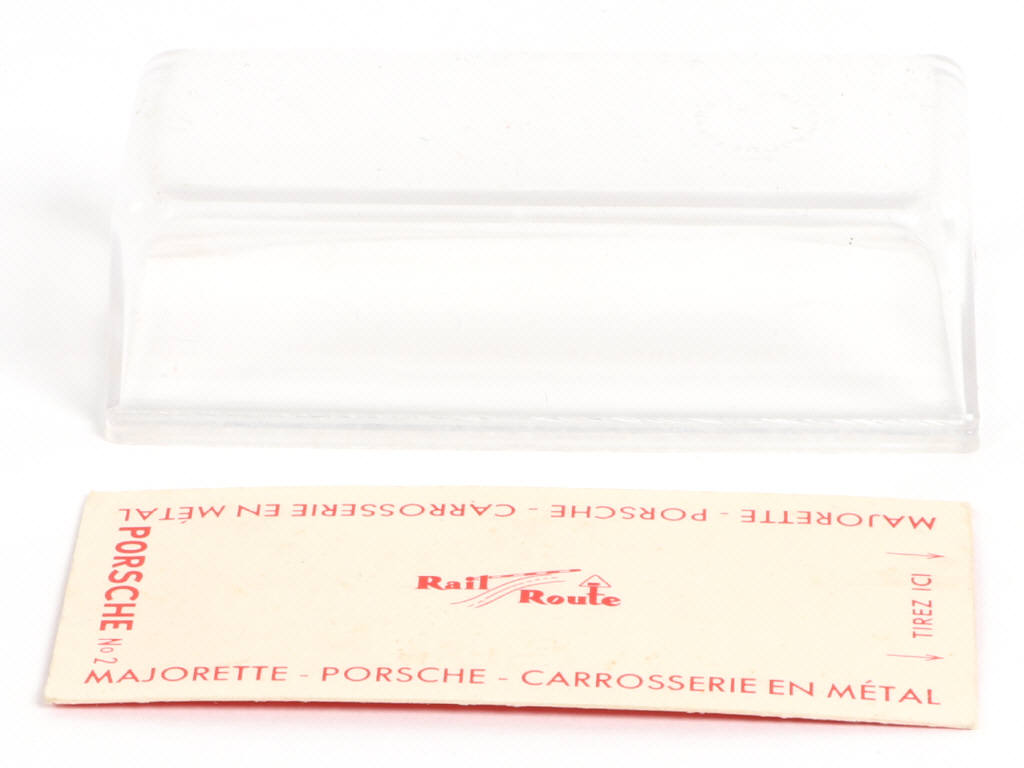 MAJORETTE - PORSCHE - CARROSSERIE EN MÉTAL
PORSCHE No 2
Rail
Route
TIREZ ICI
MAJORETTE - PORSCHE - CARROSSERIE EN MÉTAL